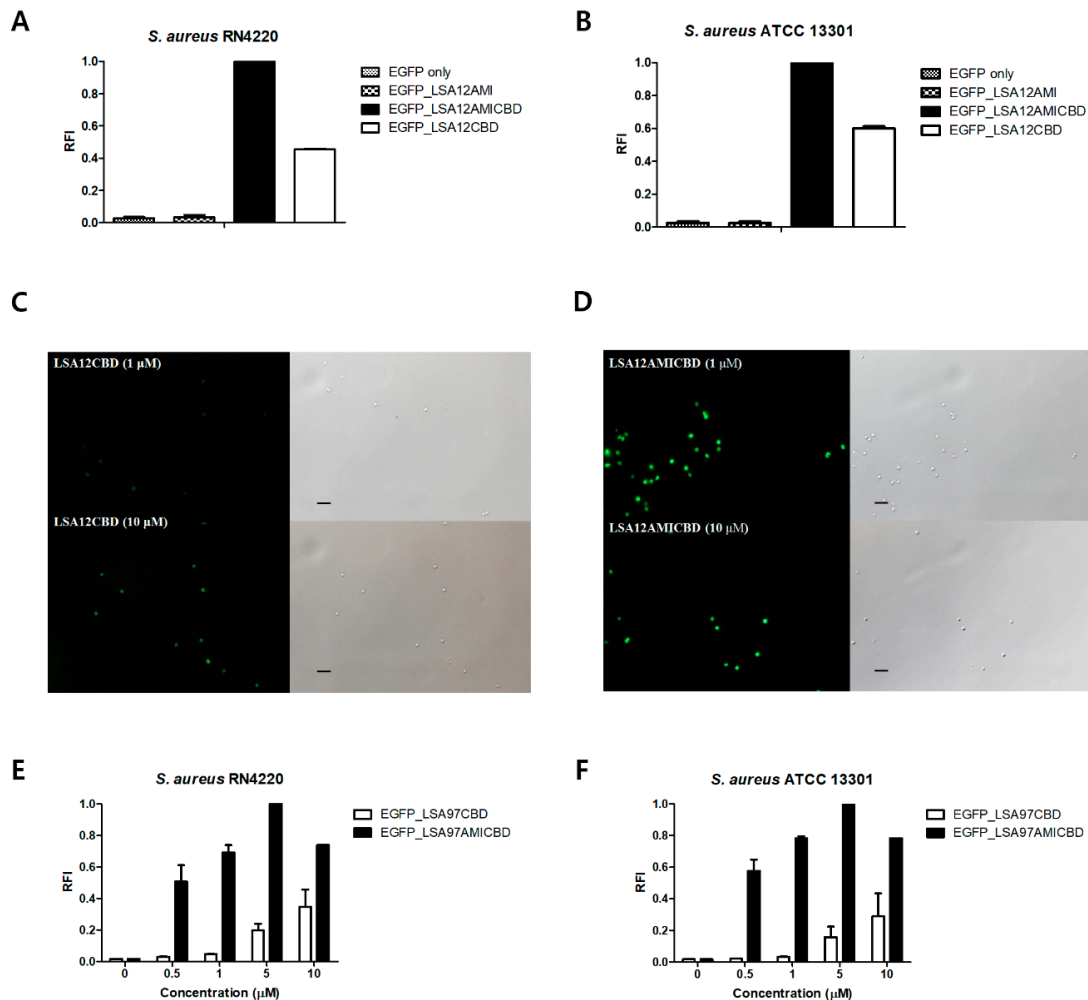 A
S. aureus RN4220
RFI
1.0
0.8
0.6
0.4
0.2
0.0
EGFP only
EGFP_LSA12AMI
EGFP_LSA12AMICBD
EGFP_LSA12CBD
B
S. aureus ATCC 13301
RFI
1.0
0.8
0.6
0.4
0.2
0.0
EGFP only
EGFP_LSA12AMI
EGFP_LSA12AMICBD
EGFP_LSA12CBD
C
LSA12CBD (1 μM)
LSA12CBD (10 μM)
D
LSA12AMICBD (1 μM)
LSA12AMICBD (10 μM)
E
S. aureus RN4220
RFI
1.0
0.8
0.6
0.4
0.2
0.0
0 0.5 1 5 10
Concentration (μM)
EGFP_LSA97CBD
EGFP_LSA97AMICBD
F
S. aureus ATCC 13301
RFI
1.0
0.8
0.6
0.4
0.2
0.0
0 0.5 1 5 10
Concentration (μM)
EGFP_LSA97CBD
EGFP_LSA97AMICBD